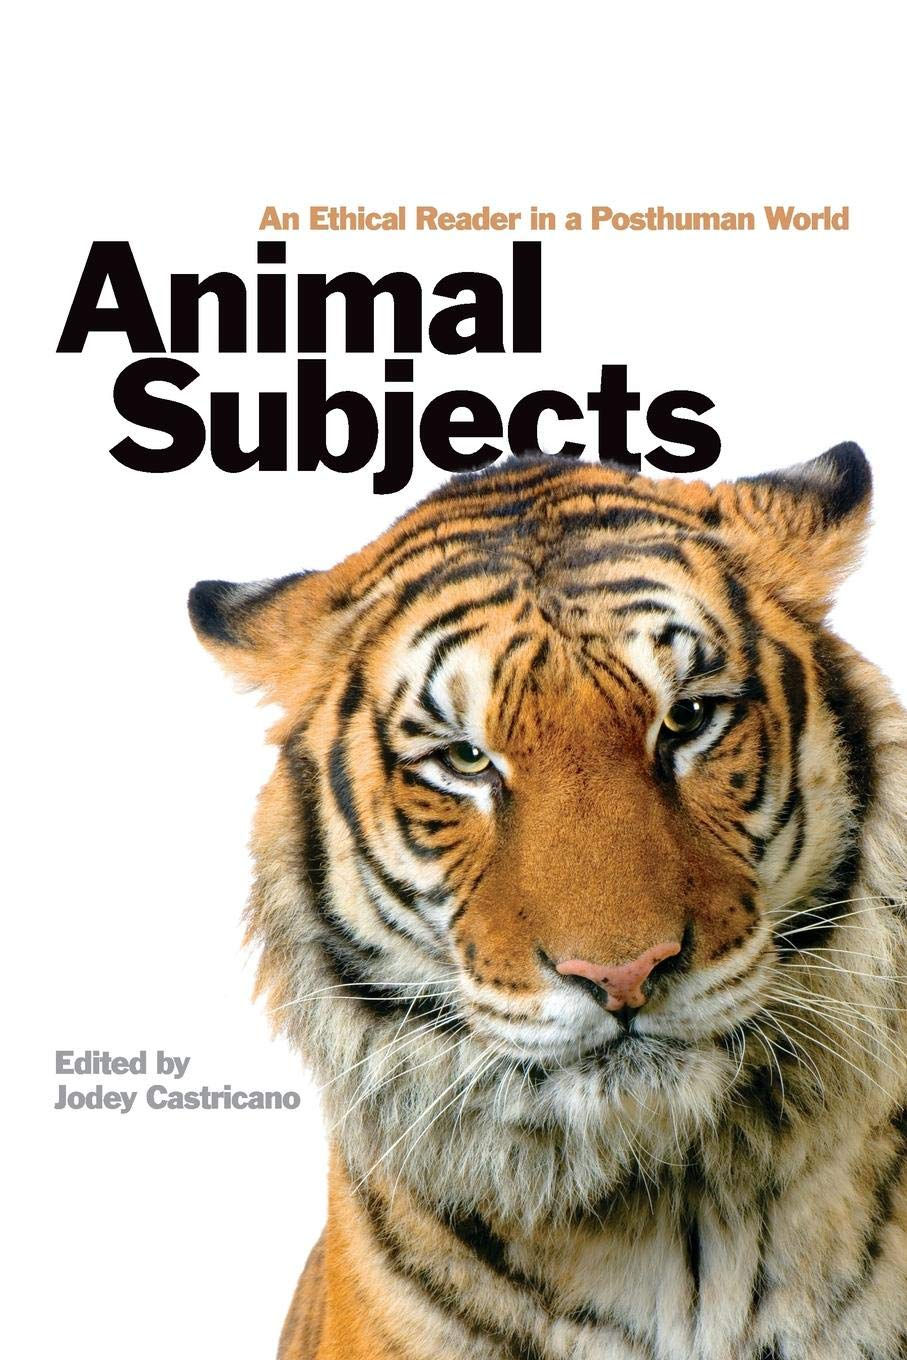 An Ethical Reader in a Posthuman World
Animal
Subjects
Edited by
Jodey Castricano